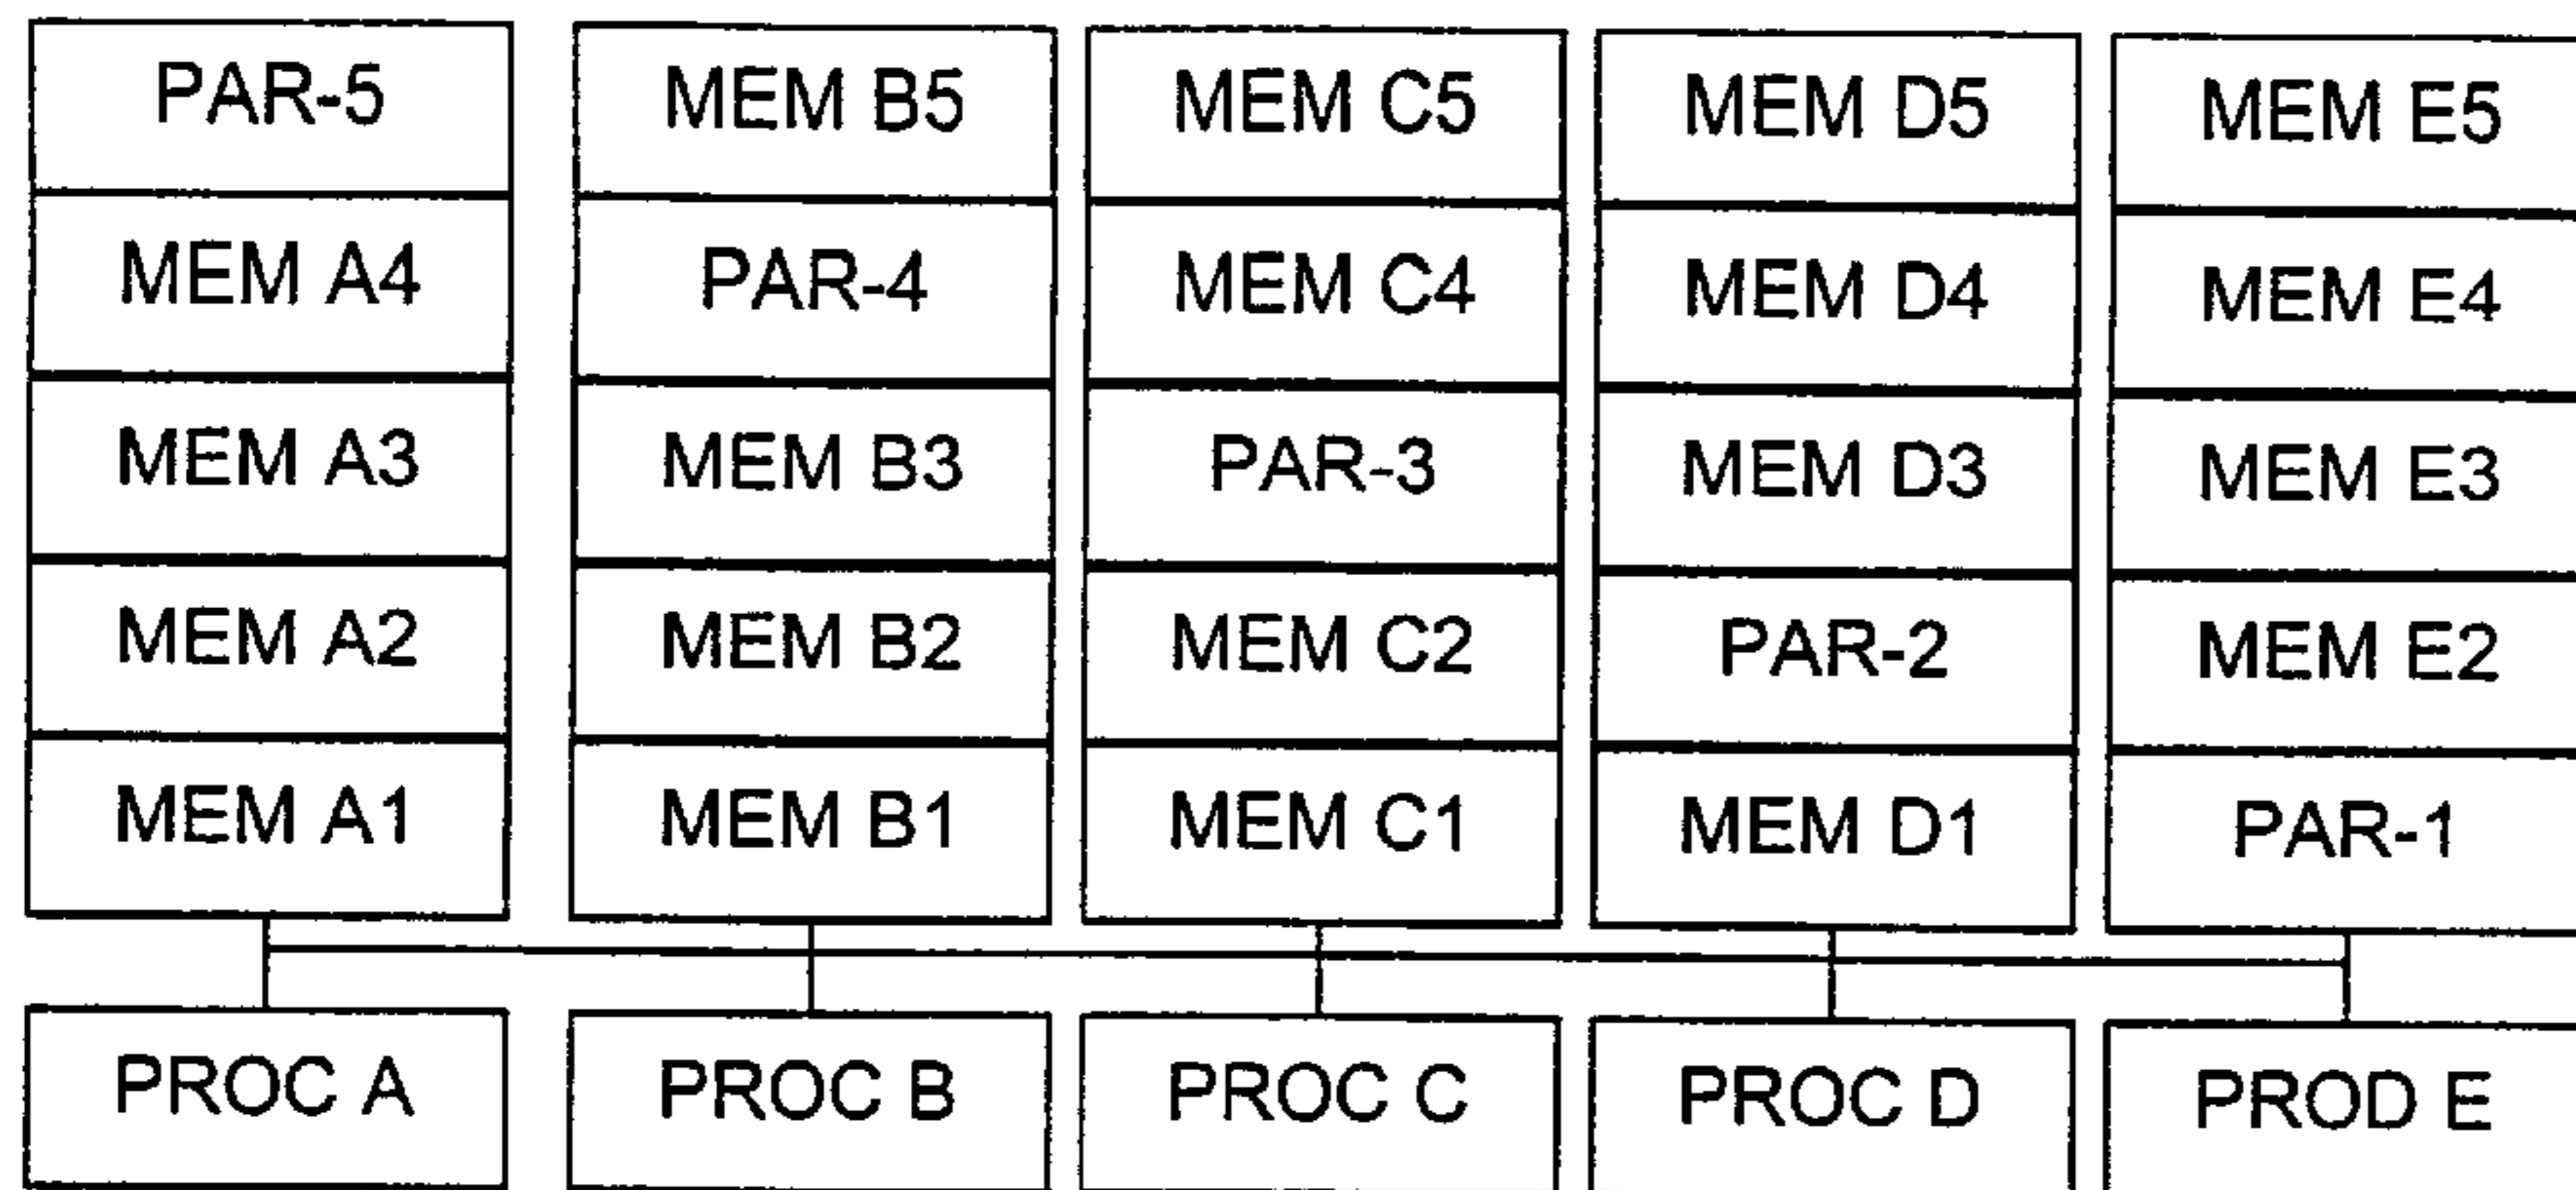 PAR-5 MEM B5 MEM C5 MEM D5 MEM E5
MEM A4 PAR-4 MEM C4 MEM D4 MEM E4
MEM A3 MEM B3 PAR-3 MEM D3 MEM E3
MEM A2 MEM B2 MEM C2 PAR-2 MEM E2
MEM A1 MEM B1 MEM C1 MEM D1 PAR-1
PROC A PROC B PROC C PROC D PROD E